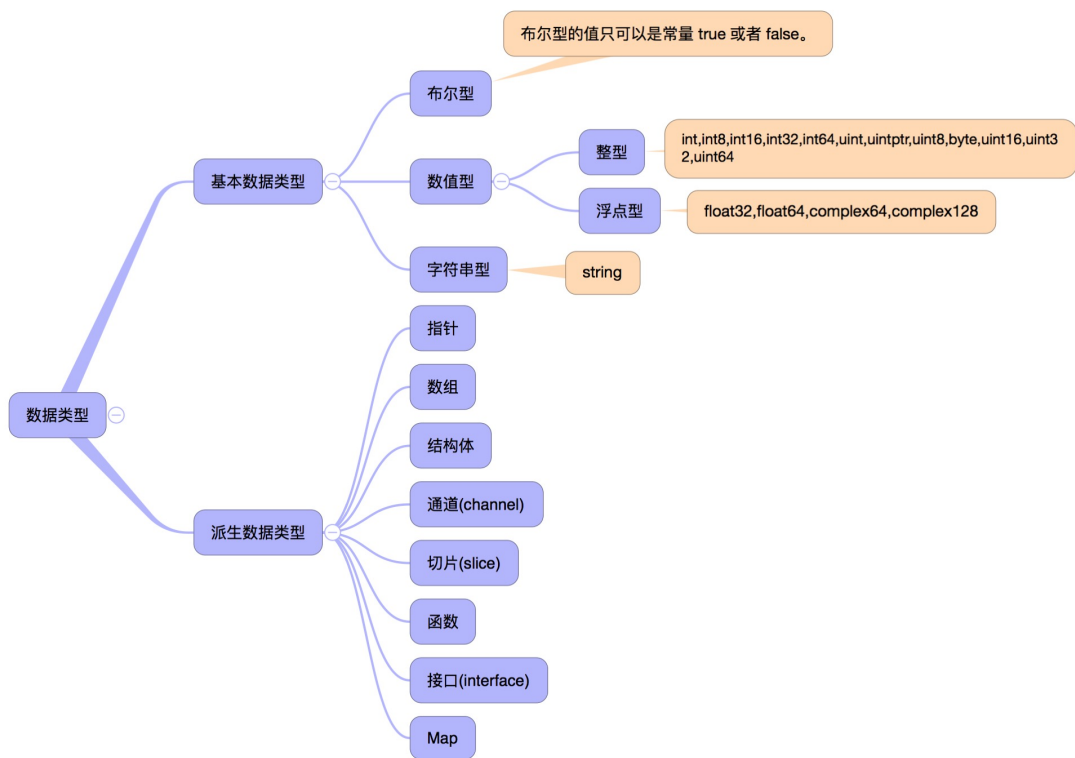 布尔型的值只可以是常量 true 或者 false。
布尔型
整型
int,int8,int16,int32,int64,uint,uintptr,uint8,byte,uint16,uint3
2,uint64
基本数据类型
数值型
浮点型
float32,float64,complex64,complex128
字符串型
string
指针
数组
数据类型
结构体
通道(channel)
派生数据类型
切片(slice)
函数
接口(interface)
Map